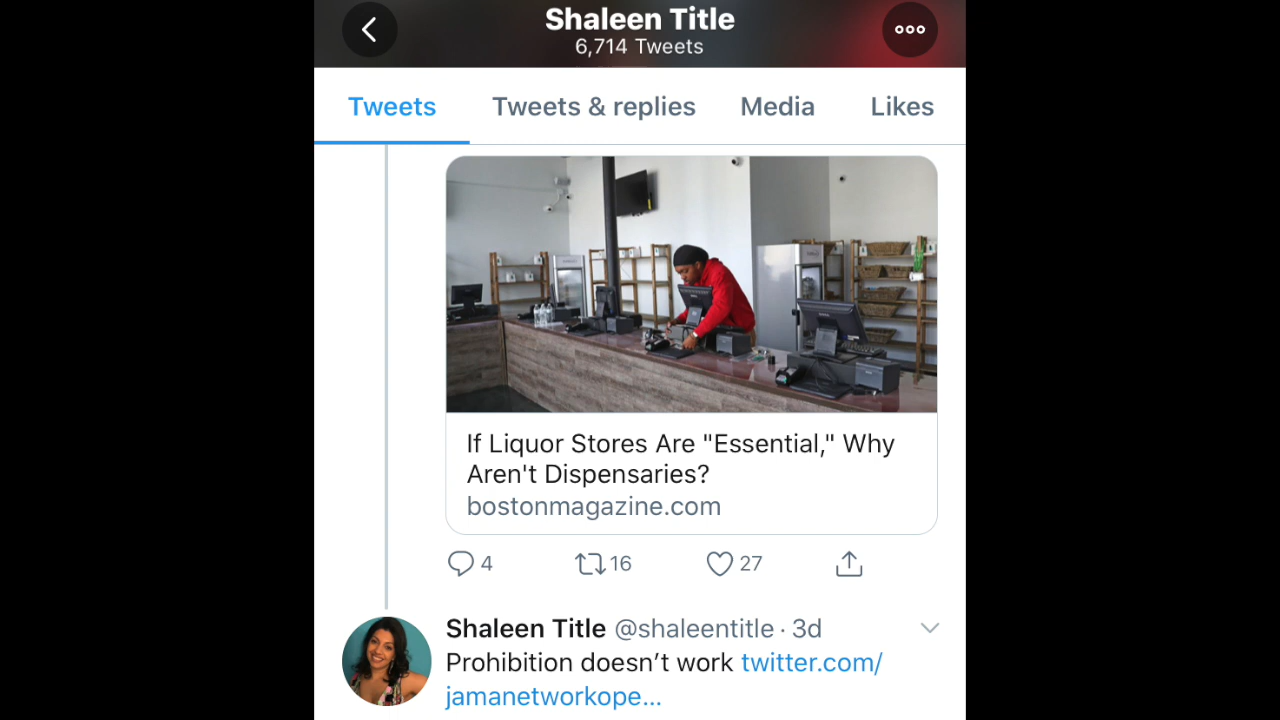 Shaleen Title
6,714 Tweets
Tweets Tweets & replies Media Likes
If Liquor Stores Are "Essential," Why
Aren't Dispensaries?
bostonmagazine.com
4 16 27
Shaleen Title @shaleentitle · 3d
Prohibition doesn’t work twitter.com/
jamanetworkope...